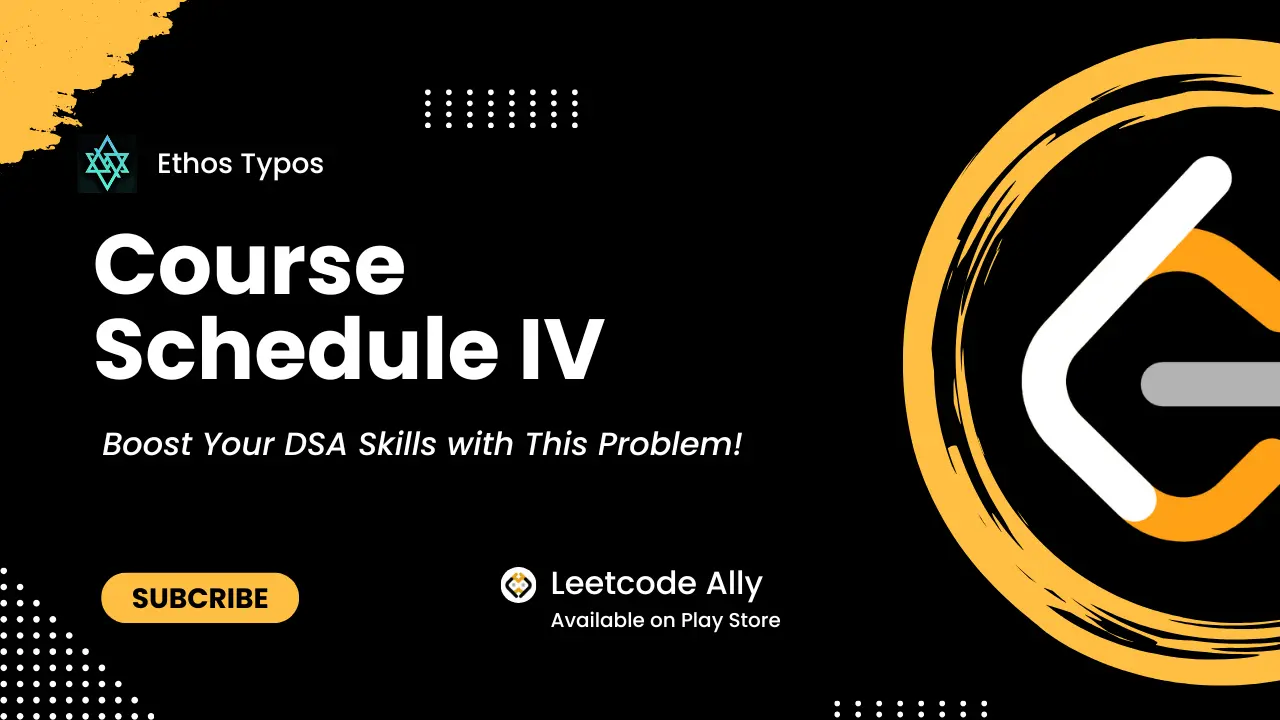 Ethos Typos
Course
Schedule IV
Boost Your DSA Skills with This Problem!
SUBCRIBE
Leetcode Ally
Available on Play Store